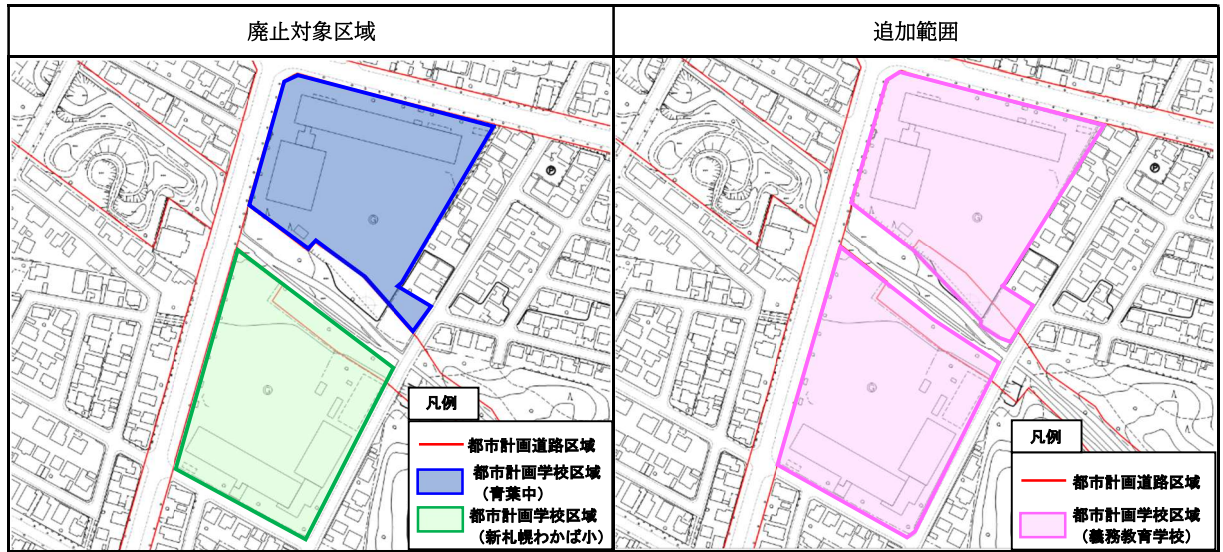 廃止対象区域
追加範囲
凡例
都市計画道路区域
都市計画学校区域
（青葉中）
都市計画学校区域
（新札幌わかば小）
凡例
都市計画道路区域
都市計画学校区域
（義務教育学校）